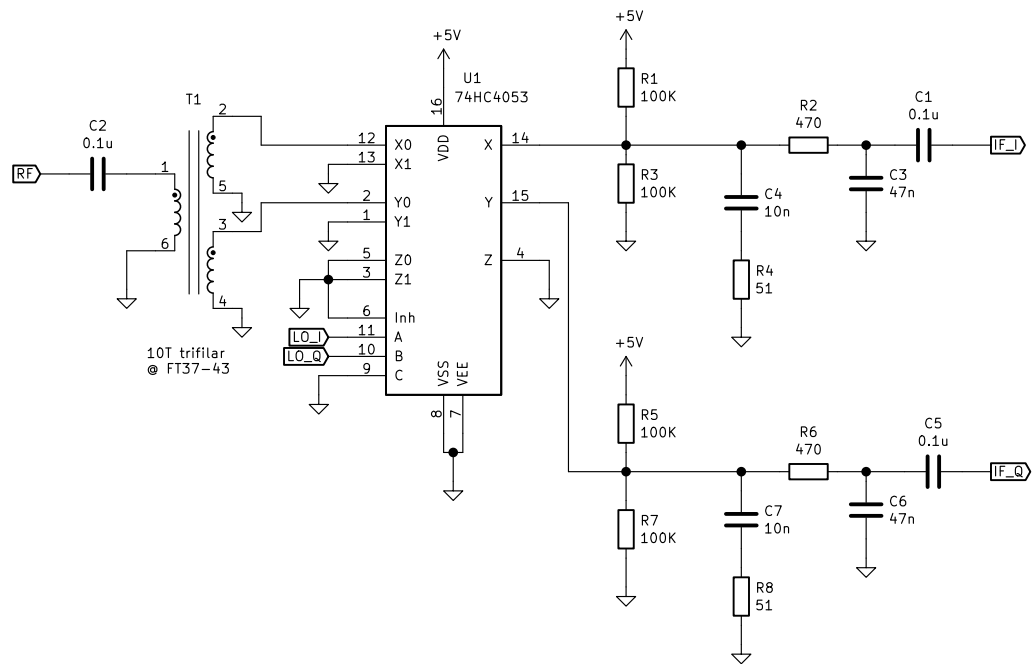 RF
C2
0.1u
1
6
T1
2
5
3
4
10T trifilar
@ FT37-43
+5V
U1
74HC4053
16
VDD
12 X0
13 X1
2 Y0
1 Y1
5 Z0
3 Z1
6 Inh
LO_I 11 A
LO_Q 10 B
9 C
X 14
Y 15
Z 4
VSS
VEE
8
7
+5V
R1
100K
R3
100K
C4
10n
R4
51
R2
470
C3
47n
C1
0.1u
IF_I
+5V
R5
100K
R7
100K
C7
10n
R8
51
R6
470
C6
47n
C5
0.1u
IF_Q